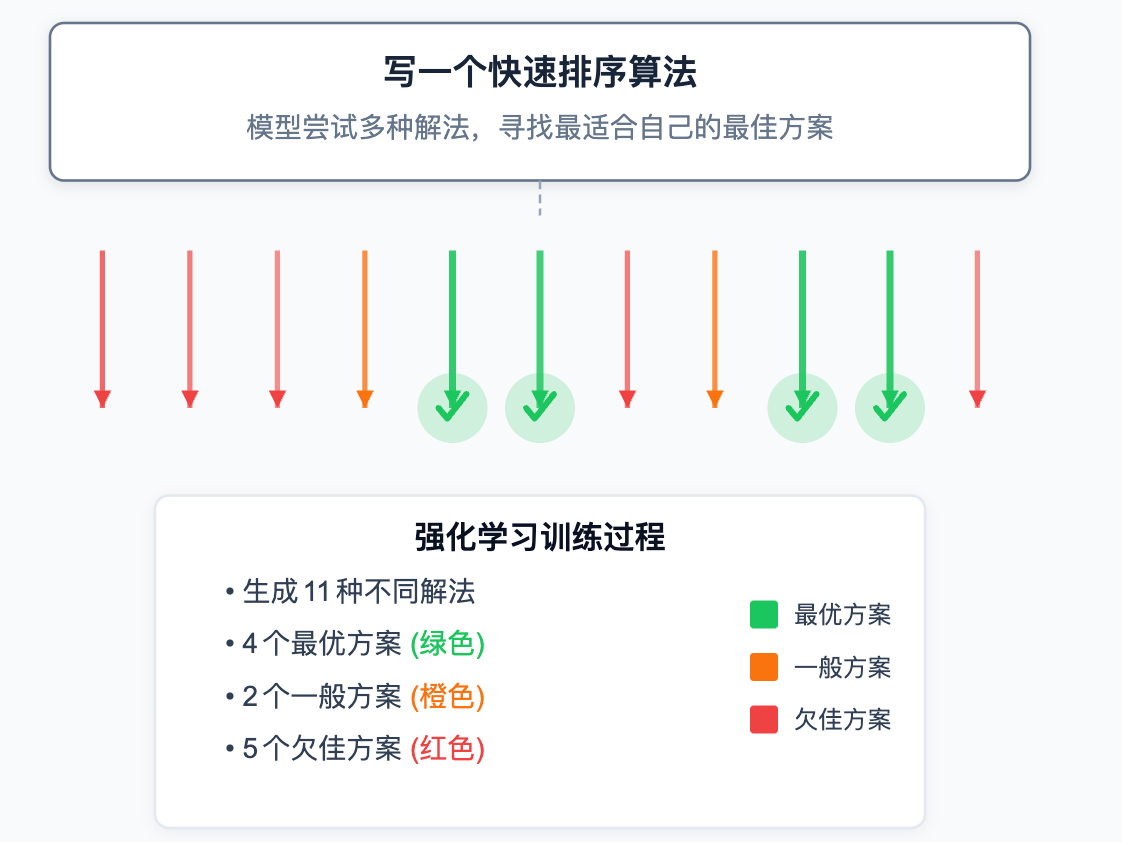 写一个快速排序算法
模型尝试多种解法，寻找最适合自己的最佳方案
强化学习训练过程
• 生成 11 种不同解法
• 4 个最优方案 (绿色)
• 2 个一般方案 (橙色)
• 5 个欠佳方案 (红色)
最优方案
一般方案
欠佳方案